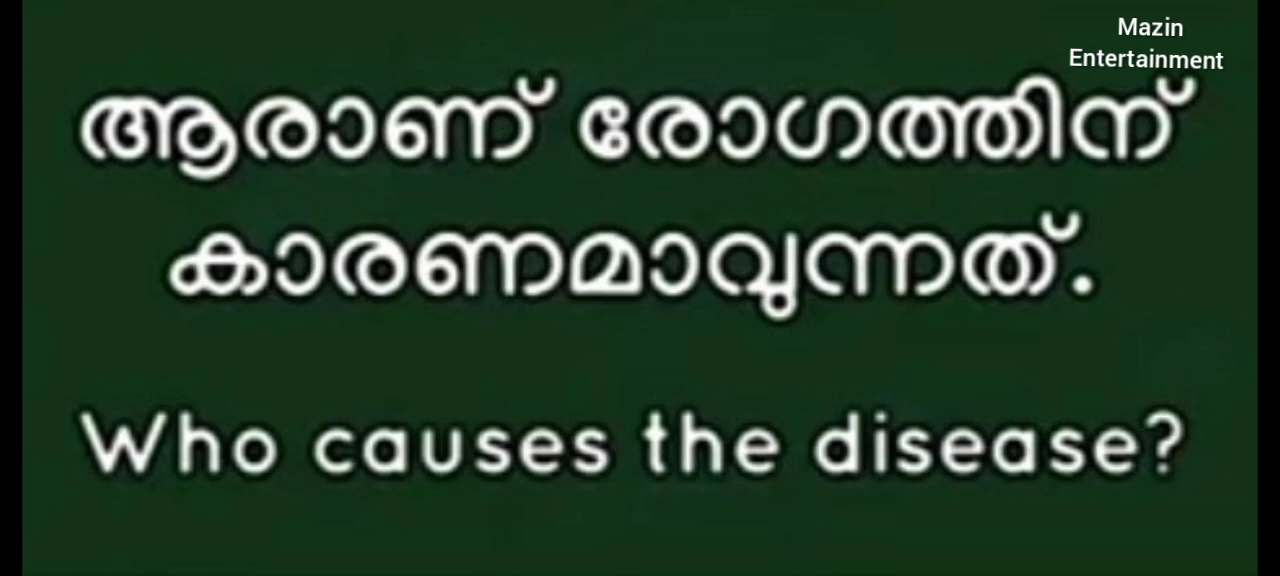 Mazin
Entertainment
ആരാണ് രോഗത്തിന്
കാരണമാവുന്നത്.
Who causes the disease?